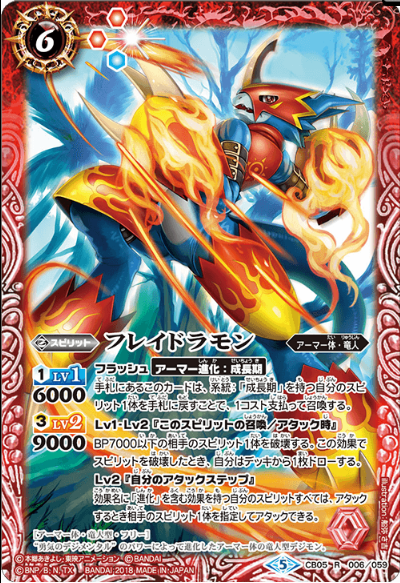 6
フレイドラモン
スピリット
フレイドラモン
アーマー体・竜人
1 LV1
6000
3 LV2
9000
フラッシュ 【アーマー進化：成長期】
手札にあるこのカードは、系統：「成長期」を持つ自分のスピ
リット1体を手札に戻すことで、1コスト支払って召喚する。
Lv1・Lv2『このスピリットの召喚/アタック時』
BP7000以下の相手のスピリット1体を破壊する。この効果で
スピリットを破壊したとき、自分はデッキから1枚ドローする。
Lv2『自分のアタックステップ』
効果名に「進化」を含む効果を持つ自分のスピリットすべては、アタック
するとき相手のスピリット1体を指定してアタックできる。
［アーマー体・竜人型・フリー］
“勇気のデジメンタル”のパワーによって進化したアーマー体の竜人型デジモン。
©本郷あきよし・東映アニメーション ©BANDAI
©BNP/B, N, TX BANDAI 2018 MADE IN JAPAN
5
CB05 R 006/059